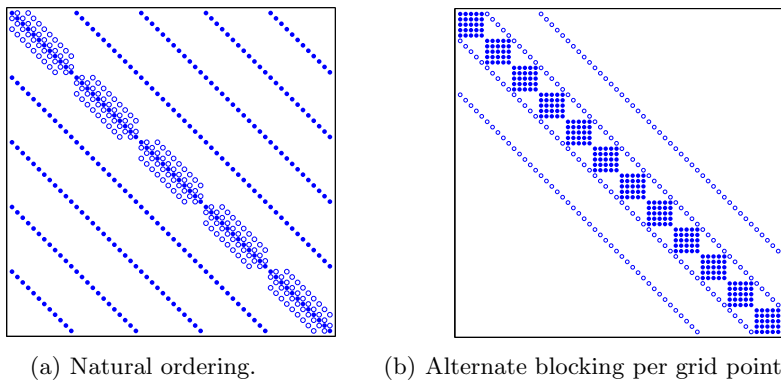 (a) Natural ordering.
(b) Alternate blocking per grid point